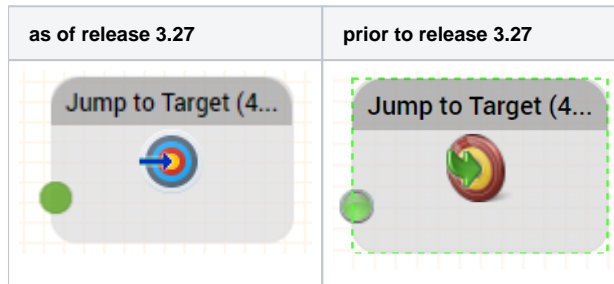 as of release 3.27
prior to release 3.27
Jump to Target (4...
Jump to Target (4...